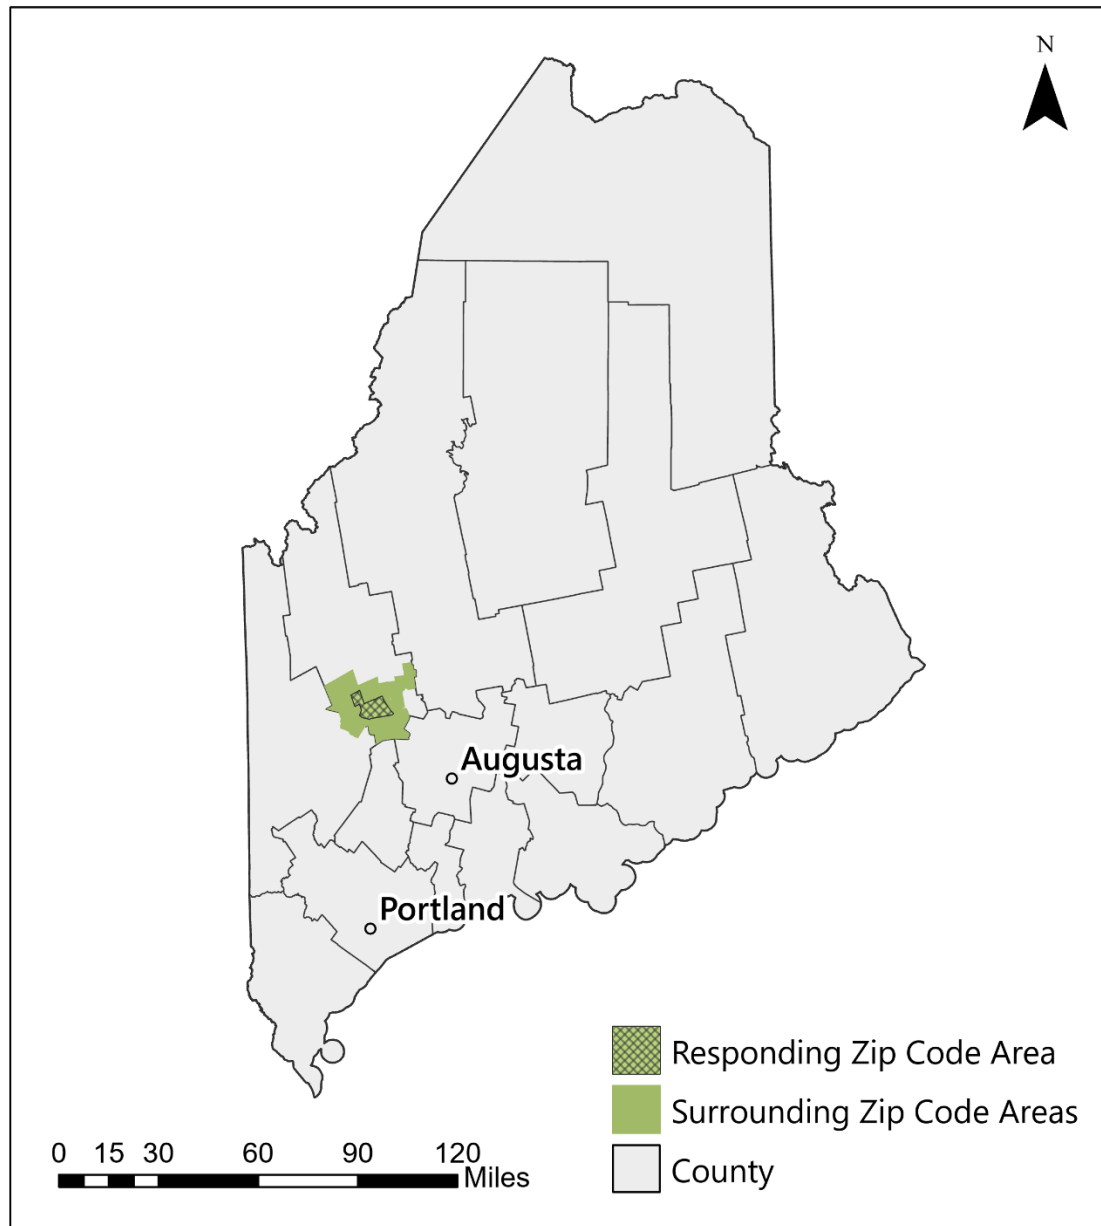 N
Augusta
Portland
Responding Zip Code Area
Surrounding Zip Code Areas
County
0 15 30 60 90 120
Miles